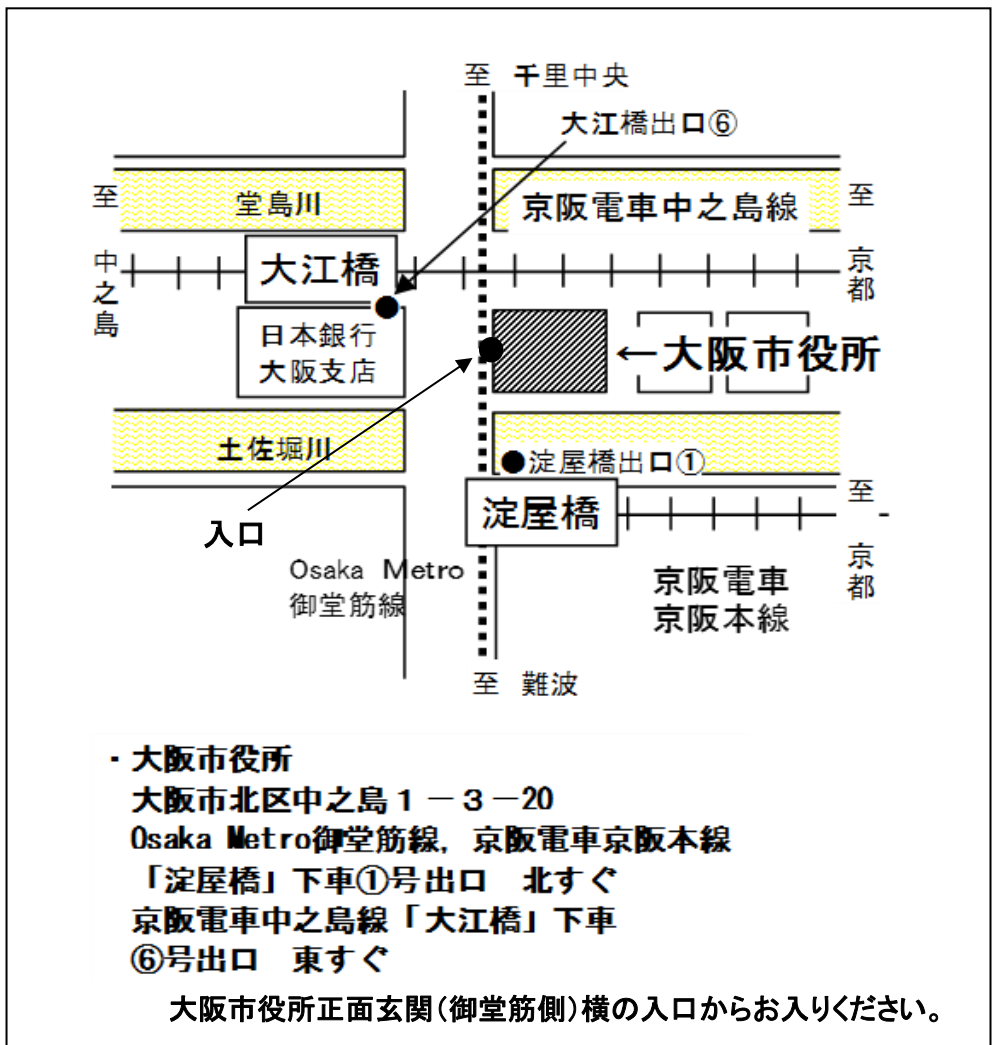 至 千里中央
大江橋出口⑥
至 中之島
堂島川
京阪電車中之島線
至 京都
大江橋
日本銀行
大阪支店
←大阪市役所
土佐堀川
●淀屋橋出口①
淀屋橋
至 京都
入口
Osaka Metro
御堂筋線
京阪電車
京阪本線
至 難波
・大阪市役所
大阪市北区中之島1-3-20
Osaka Metro御堂筋線, 京阪電車京阪本線
「淀屋橋」下車①号出口 北すぐ
京阪電車中之島線「大江橋」下車
⑥号出口 東すぐ
大阪市役所正面玄関(御堂筋側)横の入口からお入りください。